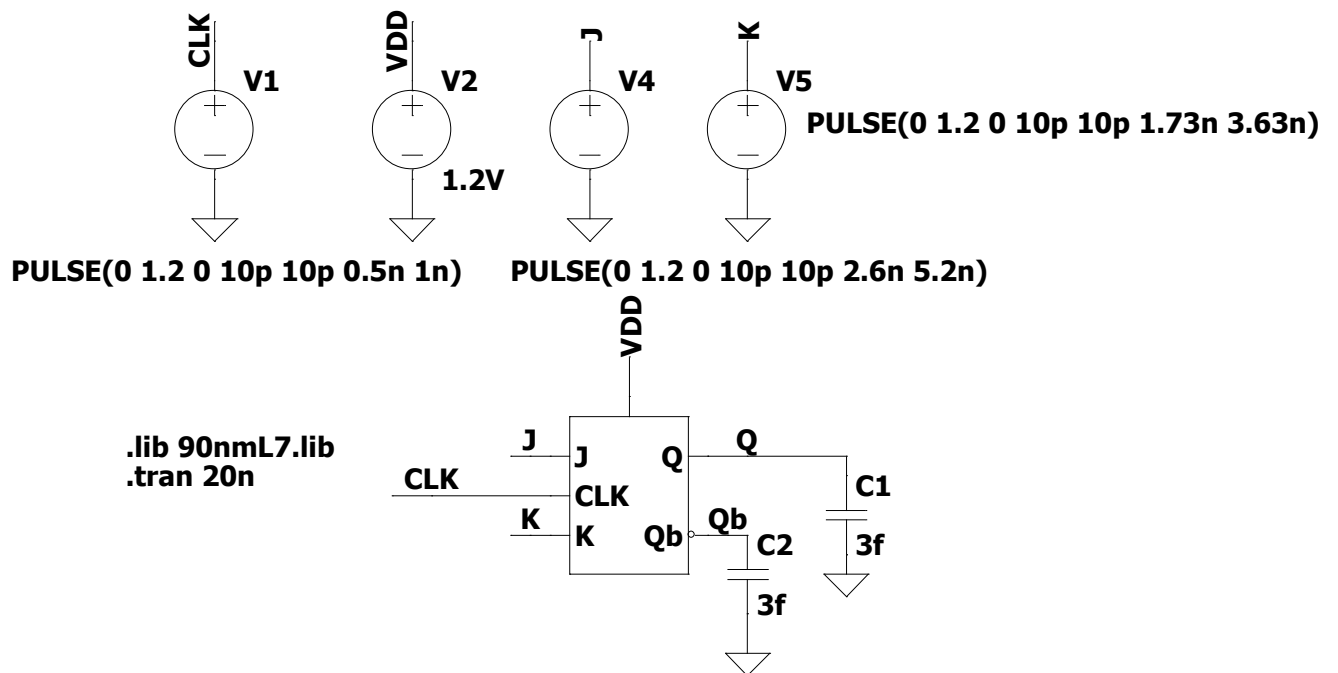 CLK
VDD
J
K
V1
V2
V4
V5
PULSE(0 1.2 0 10p 10p 1.73n 3.63n)
1.2V
PULSE(0 1.2 0 10p 10p 0.5n 1n)
PULSE(0 1.2 0 10p 10p 2.6n 5.2n)
VDD
.lib 90nmL7.lib
.tran 20n
J
J
Q
Q
CLK
CLK
C1
K
K
Qb
Qb
C2
3f
3f